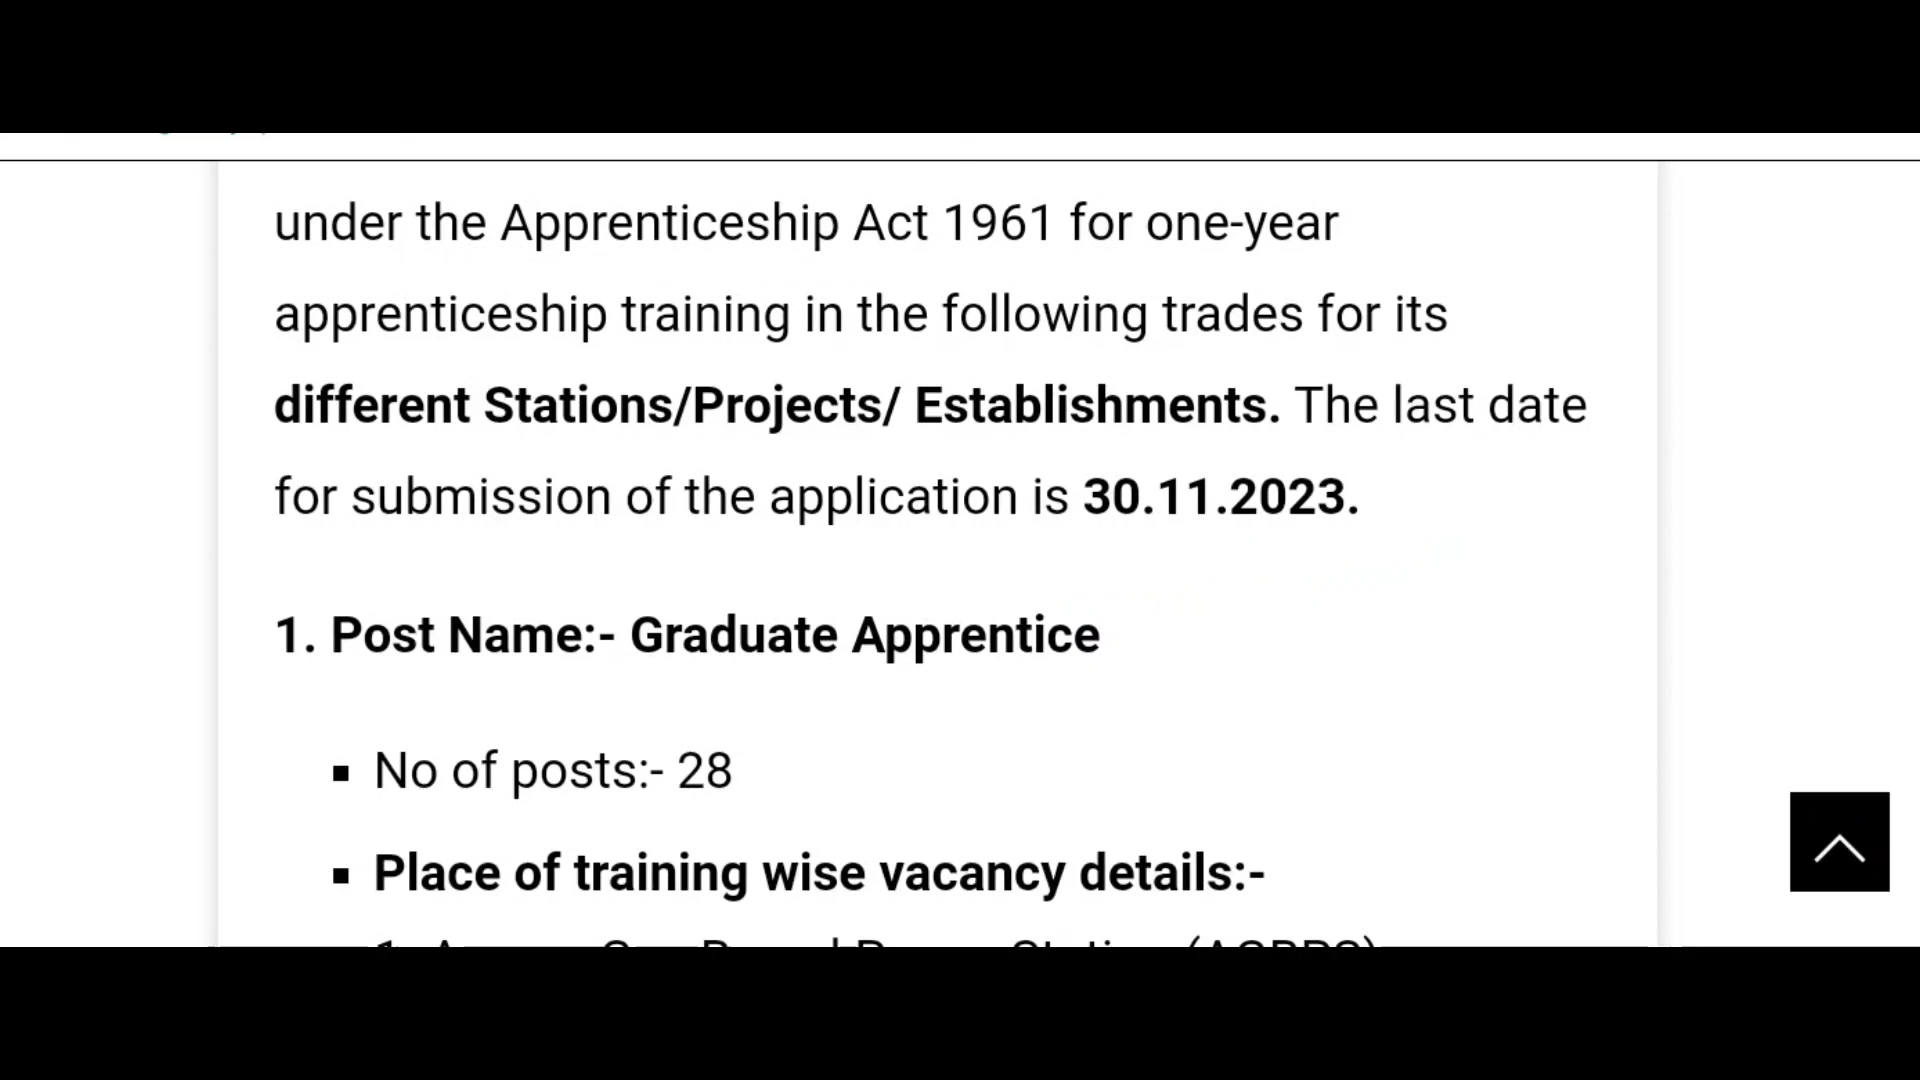 under the Apprenticeship Act 1961 for one-year
apprenticeship training in the following trades for its
different Stations/Projects/ Establishments. The last date
for submission of the application is 30.11.2023.
1. Post Name:- Graduate Apprentice
▪ No of posts:- 28
▪ Place of training wise vacancy details:-